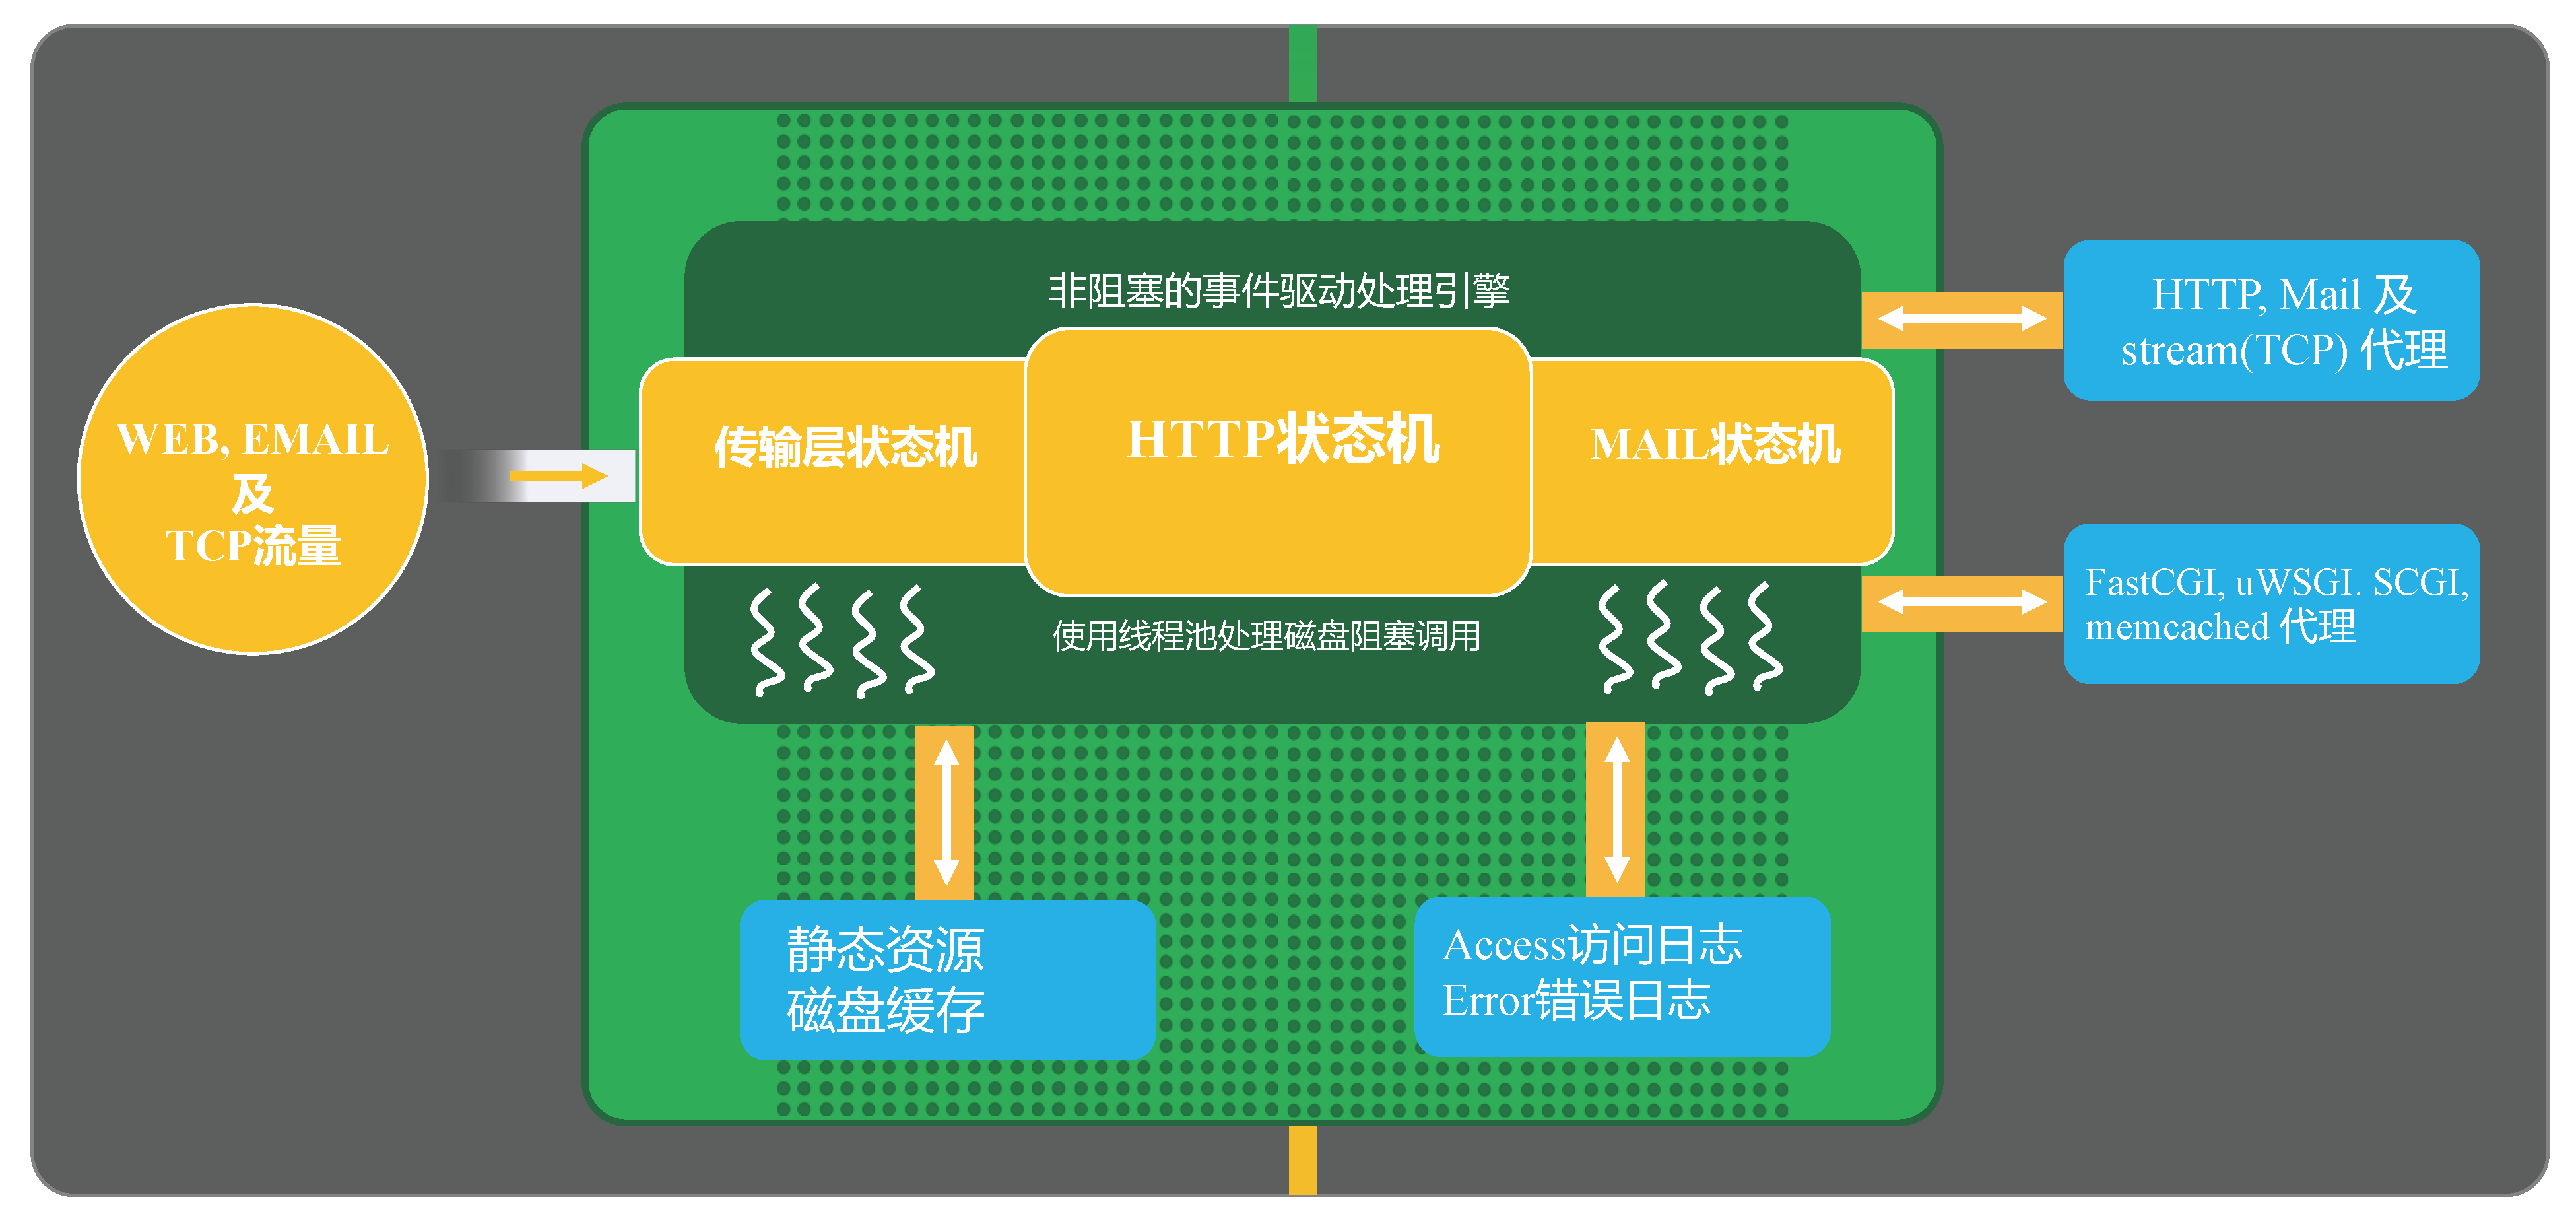 WEB, EMAIL
及
TCP流量
非阻塞的事件驱动处理引擎
传输层状态机
HTTP状态机
MAIL状态机
使用线程池处理磁盘阻塞调用
HTTP, Mail 及
stream(TCP) 代理
FastCGI, uWSGI. SCGI,
memcached 代理
静态资源
磁盘缓存
Access访问日志
Error错误日志